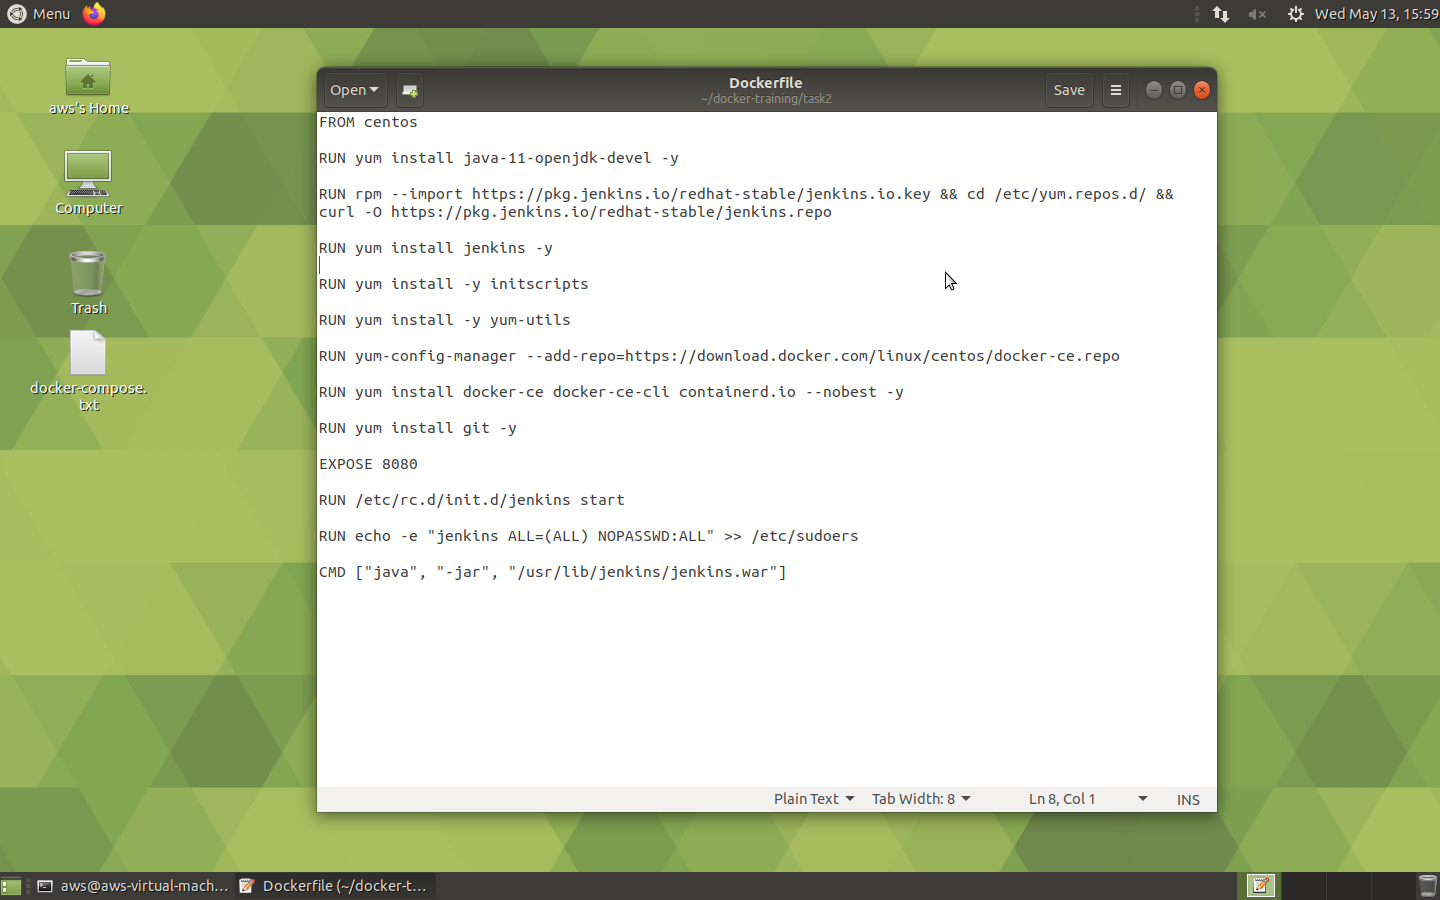 Menu
Wed May 13, 15:59
aws's Home
Computer
Trash
docker-compose.
txt
Open
Dockerfile
~/docker-training/task2
Save
FROM centos
RUN yum install java-11-openjdk-devel -y
RUN rpm --import https://pkg.jenkins.io/redhat-stable/jenkins.io.key && cd /etc/yum.repos.d/ &&
curl -O https://pkg.jenkins.io/redhat-stable/jenkins.repo
RUN yum install jenkins -y
RUN yum install -y initscripts
RUN yum install -y yum-utils
RUN yum-config-manager --add-repo=https://download.docker.com/linux/centos/docker-ce.repo
RUN yum install docker-ce docker-ce-cli containerd.io --nobest -y
RUN yum install git -y
EXPOSE 8080
RUN /etc/rc.d/init.d/jenkins start
RUN echo -e "jenkins ALL=(ALL) NOPASSWD:ALL" >> /etc/sudoers
CMD ["java", "-jar", "/usr/lib/jenkins/jenkins.war"]
Plain Text
Tab Width: 8
Ln 8, Col 1
INS
aws@aws-virtual-mach...
Dockerfile (~/docker-t...